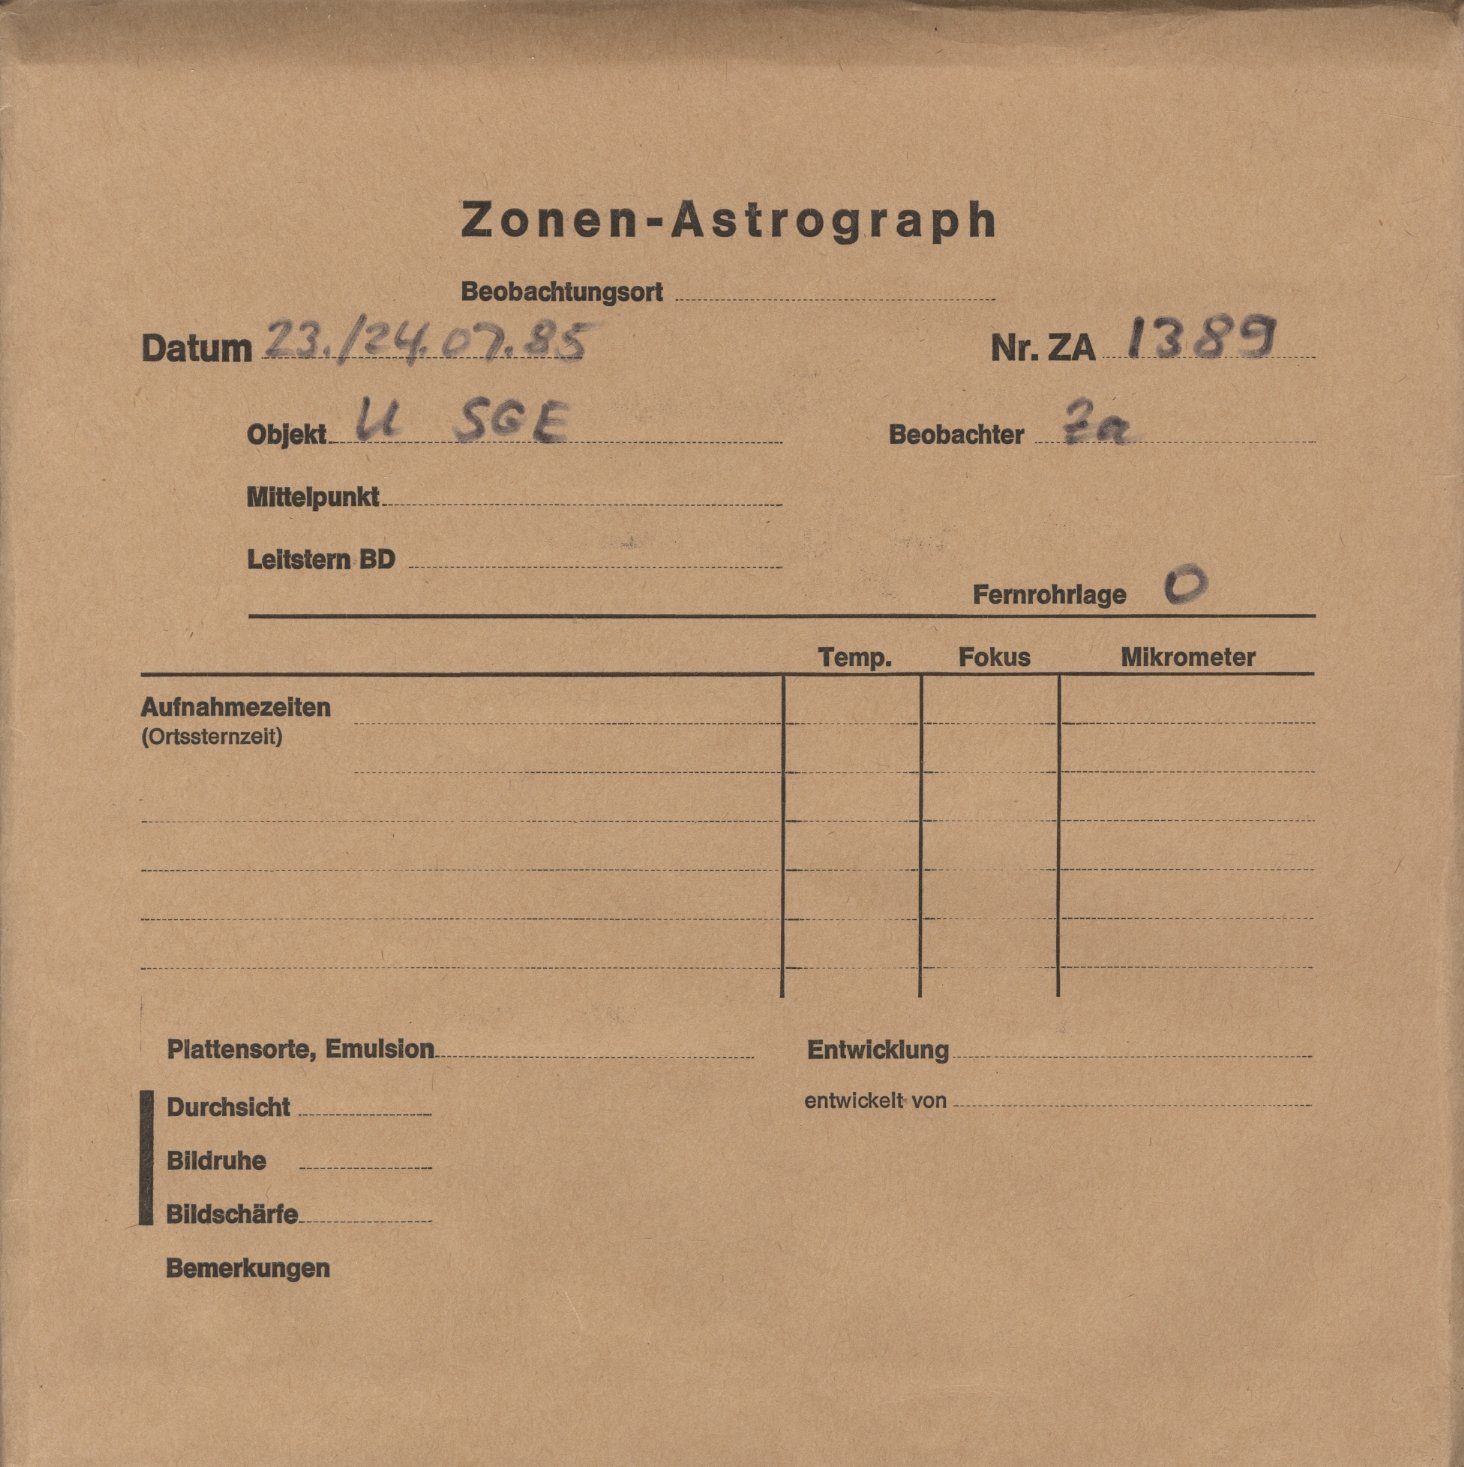 Zonen-Astrograph
Beobachtungsort
Datum 23./24.07.85 Nr. ZA 1389
Objekt U SGE Beobachter Za
Mittelpunkt
Leitstern BD
Fernrohrlage O
Temp. Fokus Mikrometer
Aufnahmezeiten
(Ortssternzeit)
Plattensorte, Emulsion Entwicklung
Durchsicht entwickelt von
Bildruhe
Bildschärfe
Bemerkungen